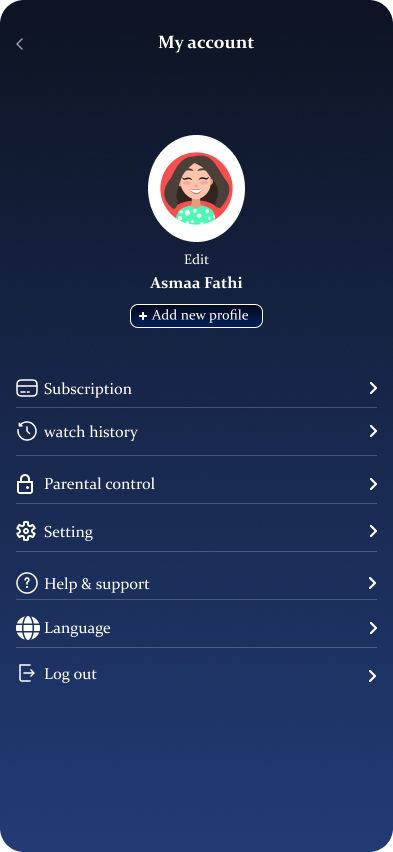 My account
Edit
Asmaa Fathi
+ Add new profile
Subscription
watch history
Parental control
Setting
Help & support
Language
Log out